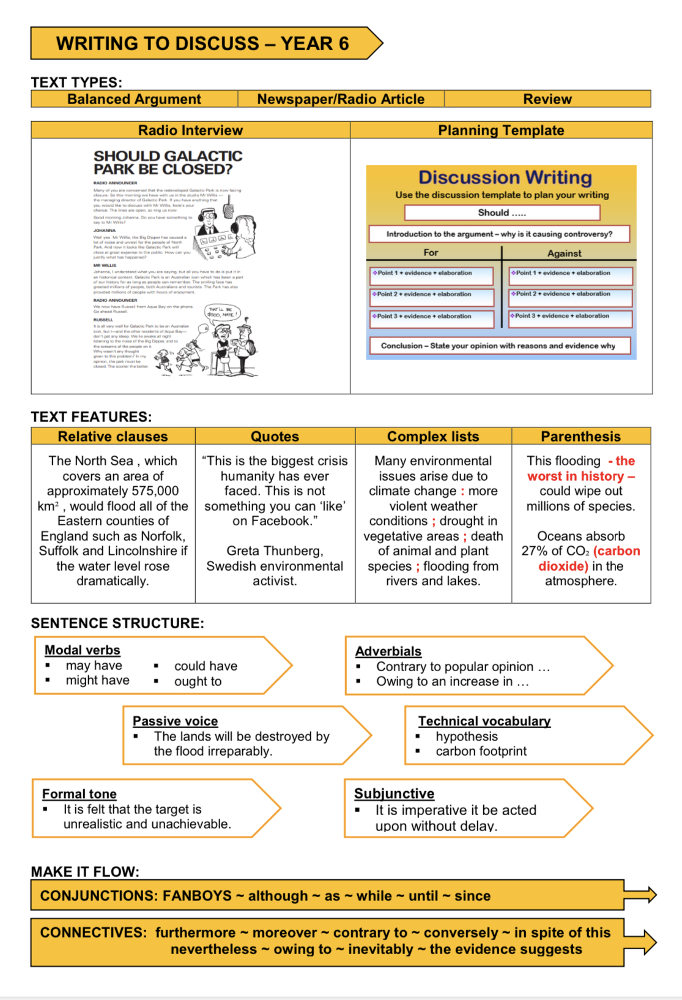 WRITING TO DISCUSS – YEAR 6
TEXT TYPES:
Balanced Argument
Newspaper/Radio Article
Review
Radio Interview
SHOULD GALACTIC
PARK BE CLOSED?
RADIO ANNOUNCER
Many of you are concerned that the redeveloped Galactic Park is now facing
closure. So this morning we have with us in the studio Mr Willis —
the managing director of Galactic Park. If you have anything that
you would like to discuss with Mr Willis, here's your
chance. The lines are open, so ring us now.
Good morning Johanna. Do you have something to
say to Mr Willis?
JOHANNA
Well yes. Mr Willis, the Big Dipper has caused a
lot of noise and unrest for the people of North
Park. And now it looks like Galactic Park will
close at great expense to the public. How can you
justify what has happened?
MR WILLIS
Johanna, I understand what you are saying, but all you have to do is put it in
an historical context. Galactic Park is an Australian icon which has been a part
of our history for as long as people can remember. The smiling face has
greeted millions of people, both Australians and tourists. The Park has also
provided millions of people with hours of enjoyment.
RADIO ANNOUNCER
We now have Russell from Aqua Bay on the phone.
Go ahead Russell.
RUSSELL
It is all very well for Galactic Park to be an Australian
icon, but I—and the other residents of Aqua Bay—
don't get any sleep. We lie awake all night
listening to the noise of the Big Dipper, and to
the screams of the people on it.
Why wasn't any thought
given to this problem? In my
opinion, the park must be
closed. The sooner the better.
THAT'LL BE
$000, MATE!
Planning Template
Discussion Writing
Use the discussion template to plan your writing
Should .....
Introduction to the argument – why is it causing controversy?
For
Against
❖Point 1 + evidence + elaboration
❖Point 1 + evidence + elaboration
❖Point 2 + evidence + elaboration
❖Point 2 + evidence + elaboration
❖Point 3 + evidence + elaboration
❖Point 3 + evidence + elaboration
Conclusion – State your opinion with reasons and evidence why
TEXT FEATURES:
Relative clauses
The North Sea , which
covers an area of
approximately 575,000
km² , would flood all of the
Eastern counties of
England such as Norfolk,
Suffolk and Lincolnshire if
the water level rose
dramatically.
Quotes
“This is the biggest crisis
humanity has ever
faced. This is not
something you can ‘like’
on Facebook.”
Greta Thunberg,
Swedish environmental
activist.
Complex lists
Many environmental
issues arise due to
climate change : more
violent weather
conditions ; drought in
vegetative areas ; death
of animal and plant
species ; flooding from
rivers and lakes.
Parenthesis
This flooding - the
worst in history –
could wipe out
millions of species.
Oceans absorb
27% of CO₂ (carbon
dioxide) in the
atmosphere.
SENTENCE STRUCTURE:
Modal verbs
▪ may have ▪ could have
▪ might have ▪ ought to
Adverbials
▪ Contrary to popular opinion …
▪ Owing to an increase in …
Passive voice
▪ The lands will be destroyed by
the flood irreparably.
Technical vocabulary
▪ hypothesis
▪ carbon footprint
Formal tone
▪ It is felt that the target is
unrealistic and unachievable.
Subjunctive
▪ It is imperative it be acted
upon without delay.
MAKE IT FLOW:
CONJUNCTIONS: FANBOYS ~ although ~ as ~ while ~ until ~ since
CONNECTIVES: furthermore ~ moreover ~ contrary to ~ conversely ~ in spite of this
nevertheless ~ owing to ~ inevitably ~ the evidence suggests